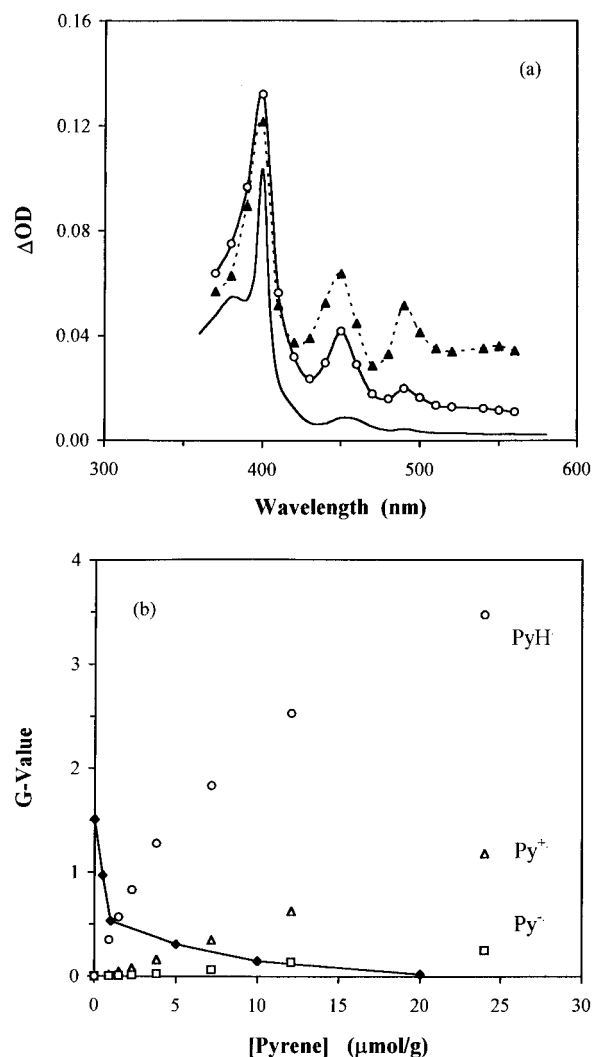 0.16
(a)
0.12
ΔOD
0.08
0.04
0.00
300
400
500
600
Wavelength (nm)
4
(b)
PyH
3
G-Value
2
1
Py+·
Py-·
0
0
5
10
15
20
25
30
[Pyrene] (μmol/g)